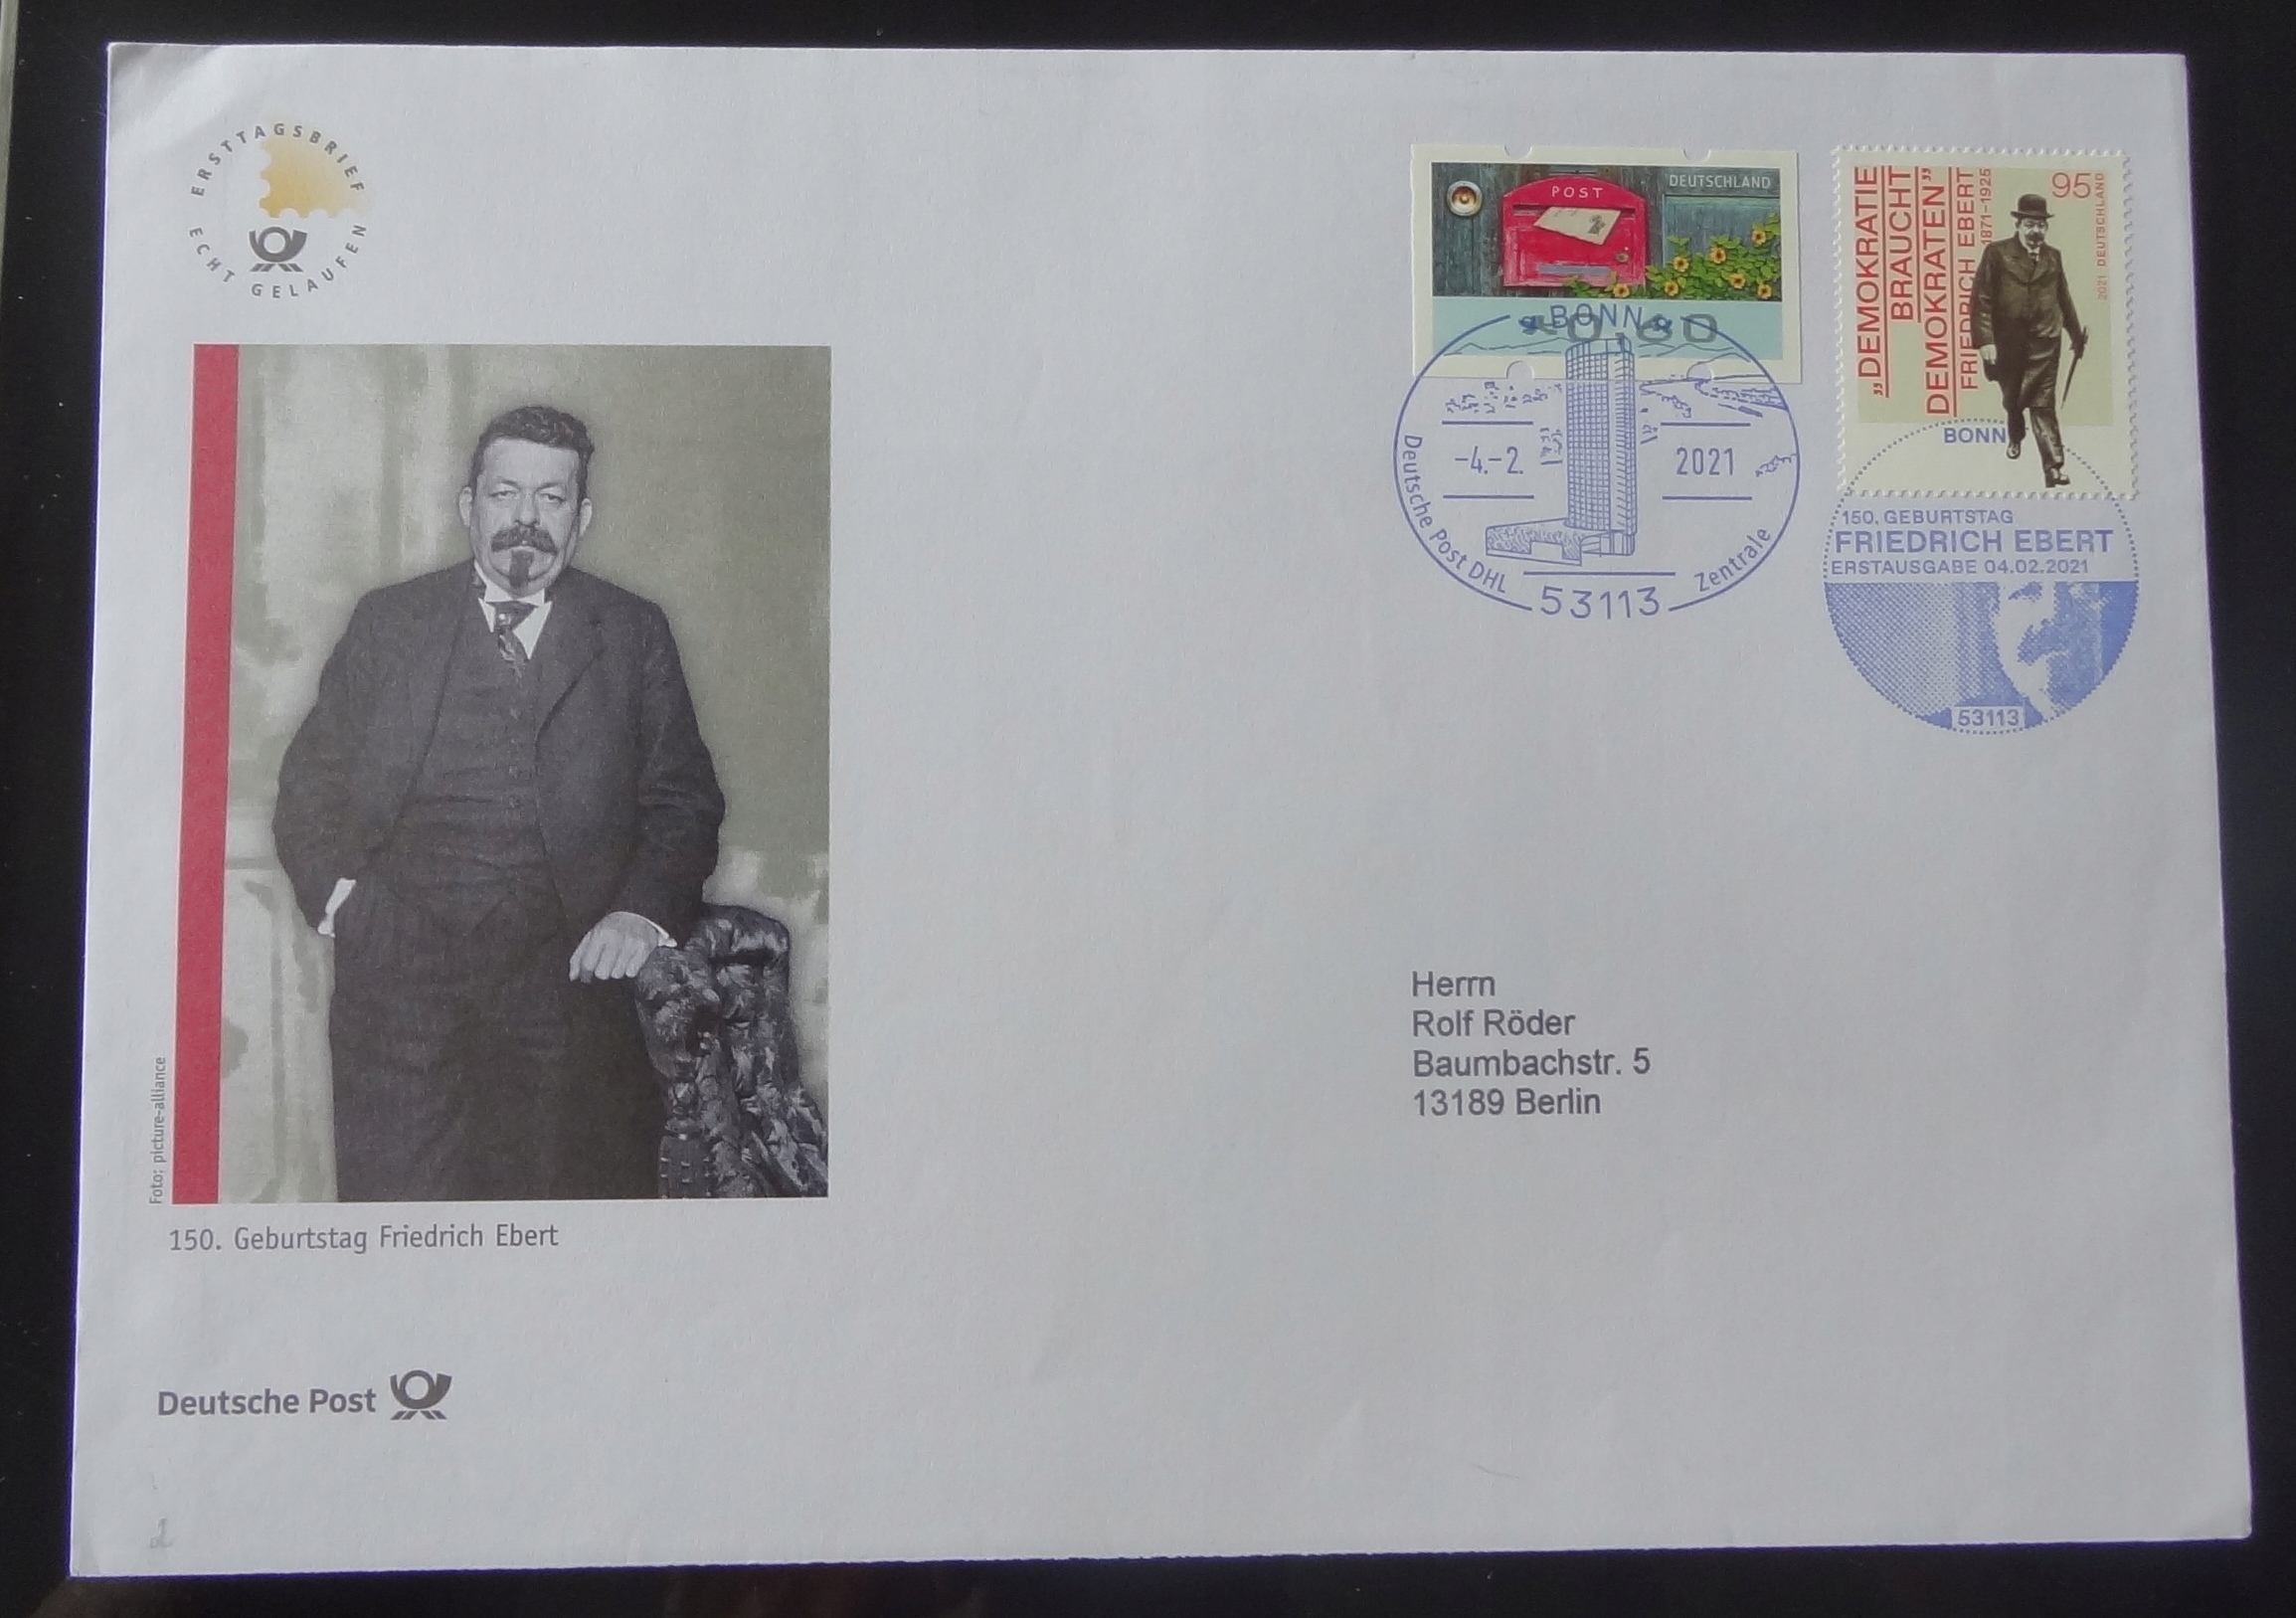 ERSTTAGSBRIEF
ECHT GELAUFEN
POST
DEUTSCHLAND
*0,60
„DEMOKRATIE
BRAUCHT
DEMOKRATEN”
FRIEDRICH EBERT
1871–1925
95
2021 DEUTSCHLAND
BONN
-4.-2. 2021
Deutsche Post DHL Zentrale
53113
BONN
150. GEBURTSTAG
FRIEDRICH EBERT
ERSTAUSGABE 04.02.2021
53113
Foto: picture-alliance
150. Geburtstag Friedrich Ebert
Herrn
Rolf Röder
Baumbachstr. 5
13189 Berlin
Deutsche Post